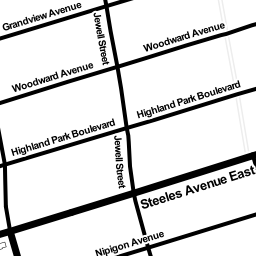 Grandview Avenue
Jewell Street
Woodward Avenue
Woodward Avenue
Highland Park Boulevard
Highland Park Boulevard
Jewell Street
Steeles Avenue East
Nipigon Avenue